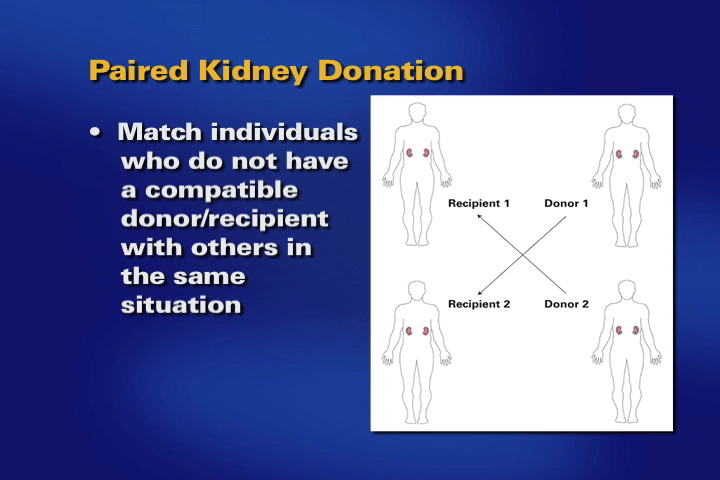 Paired Kidney Donation
• Match individuals
who do not have
a compatible
donor/recipient
with others in
the same
situation
Recipient 1 Donor 1
Recipient 2 Donor 2